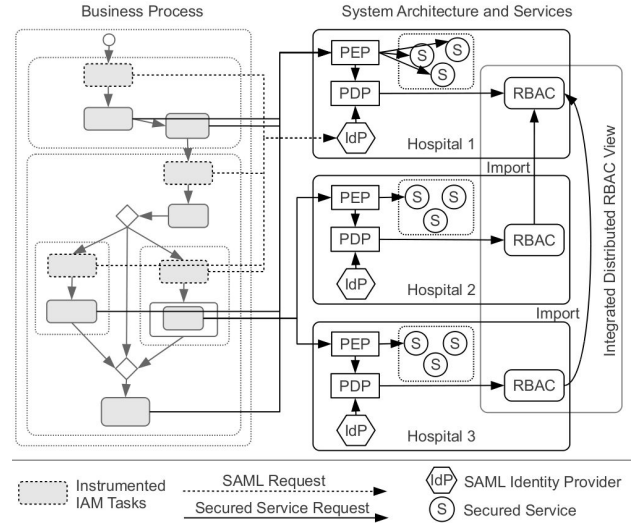 Business Process
System Architecture and Services
PEP
S
S
S
PDP
RBAC
IdP
Hospital 1
Import
PEP
S
S
S
PDP
RBAC
IdP
Hospital 2
Import
PEP
S
S
S
PDP
RBAC
IdP
Hospital 3
Integrated Distributed RBAC View
Instrumented
IAM Tasks
SAML Request
Secured Service Request
IdP
SAML Identity Provider
S
Secured Service